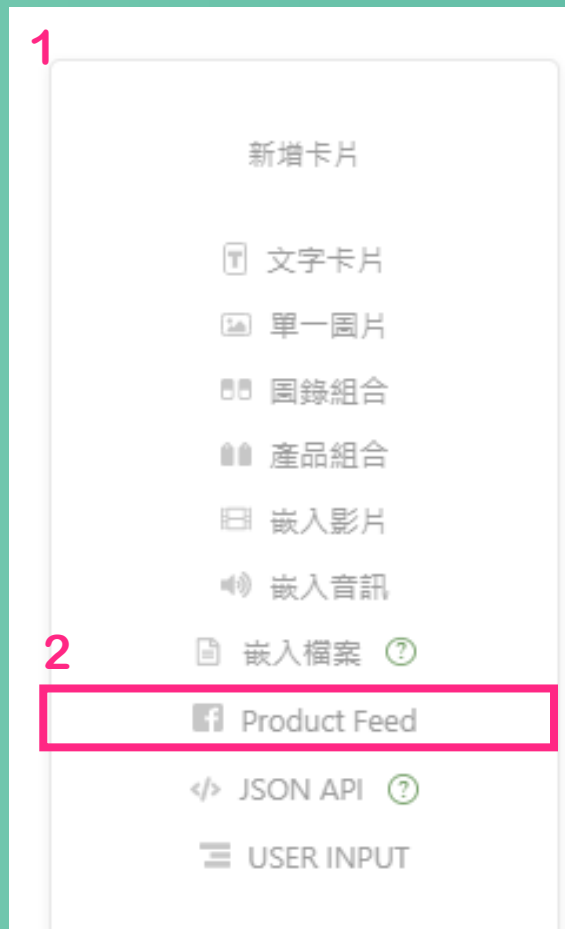 1
新增卡片
文字卡片
單一圖片
圖錄組合
產品組合
嵌入影片
嵌入音訊
2
嵌入檔案 ?
Product Feed
</> JSON API ?
USER INPUT